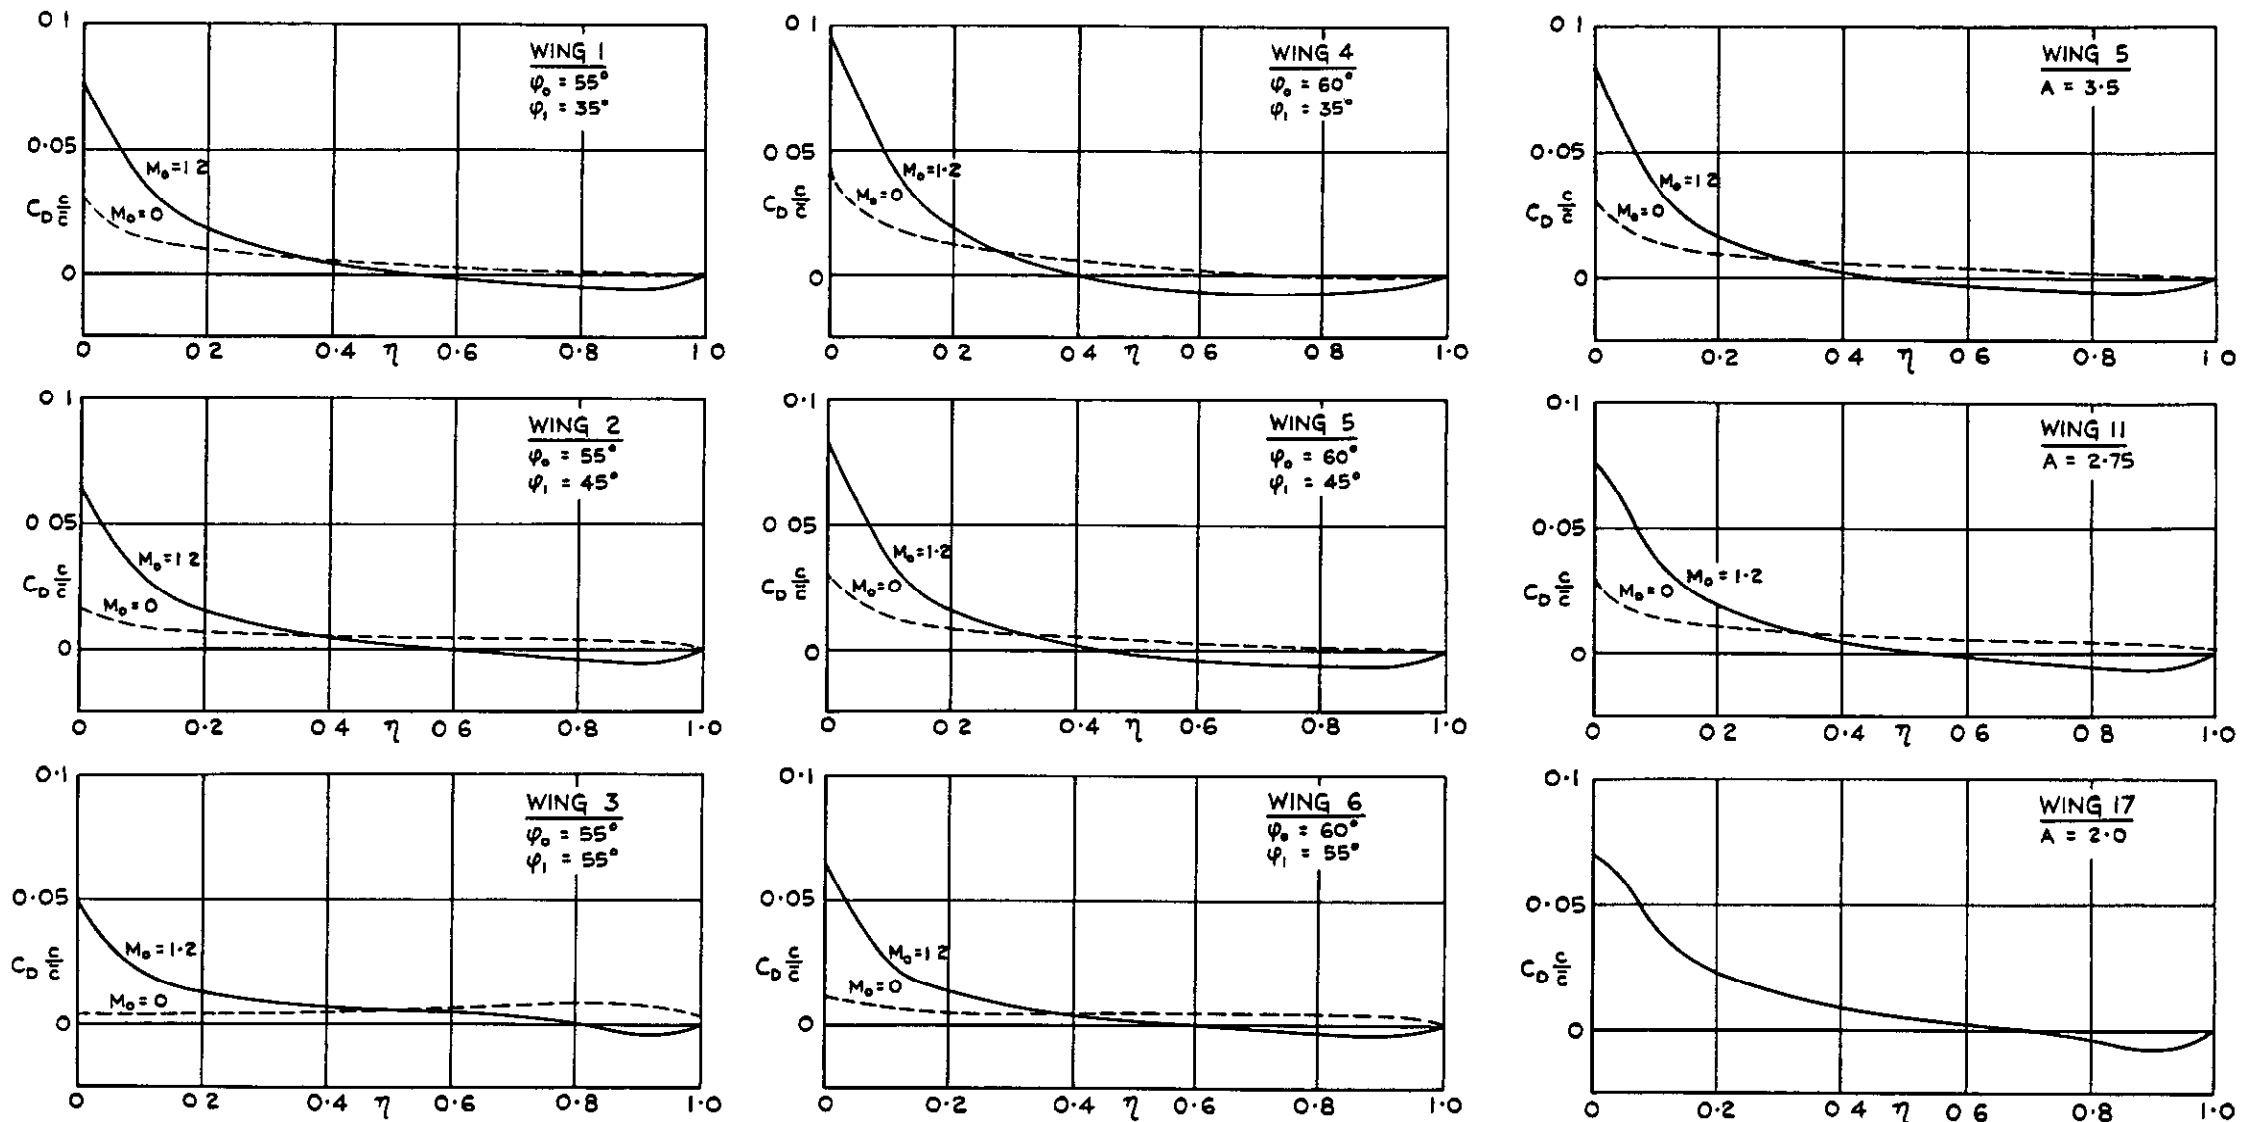 WING 1
φ₀ = 55°
φ₁ = 35°
0 1
0·05
0
C_D c/c̄
M₀=1 2
M₀=0
0 0.2 0.4 η 0.6 0.8 1.0
WING 4
φ₀ = 60°
φ₁ = 35°
0 1
0 05
0
C_D c/c̄
M₀=1·2
M₀=0
0 0.2 0.4 η 0 6 0.8 1.0
WING 5
A = 3·5
0·1
0·05
0
C_D c/c̄
M₀=1 2
M₀=0
0 0.2 0.4 η 0 6 0.8 1 0
WING 2
φ₀ = 55°
φ₁ = 45°
0 1
0 05
0
C_D c/c̄
M₀=1 2
M₀=0
0 0.2 0 4 η 0 6 0.8 1.0
WING 5
φ₀ = 60°
φ₁ = 45°
0·1
0 05
0
C_D c/c̄
M₀=1·2
M₀=0
0 0 2 0 4 η 0.6 0.8 1·0
WING 11
A = 2·75
0·1
0·05
0
C_D c/c̄
M₀=1·2
M₀=0
0 0.2 0.4 η 0 6 0 8 1.0
WING 3
φ₀ = 55°
φ₁ = 55°
0·1
0·05
0
C_D c/c̄
M₀=1·2
M₀=0
0 0.2 0.4 η 0.6 0.8 1.0
WING 6
φ₀ = 60°
φ₁ = 55°
0·1
0 05
0
C_D c/c̄
M₀=1 2
M₀=0
0 0.2 0.4 η 0.6 0.8 1.0
WING 17
A = 2·0
0·1
0·05
0
C_D c/c̄
0 0.2 0.4 η 0.6 0.8 1.0